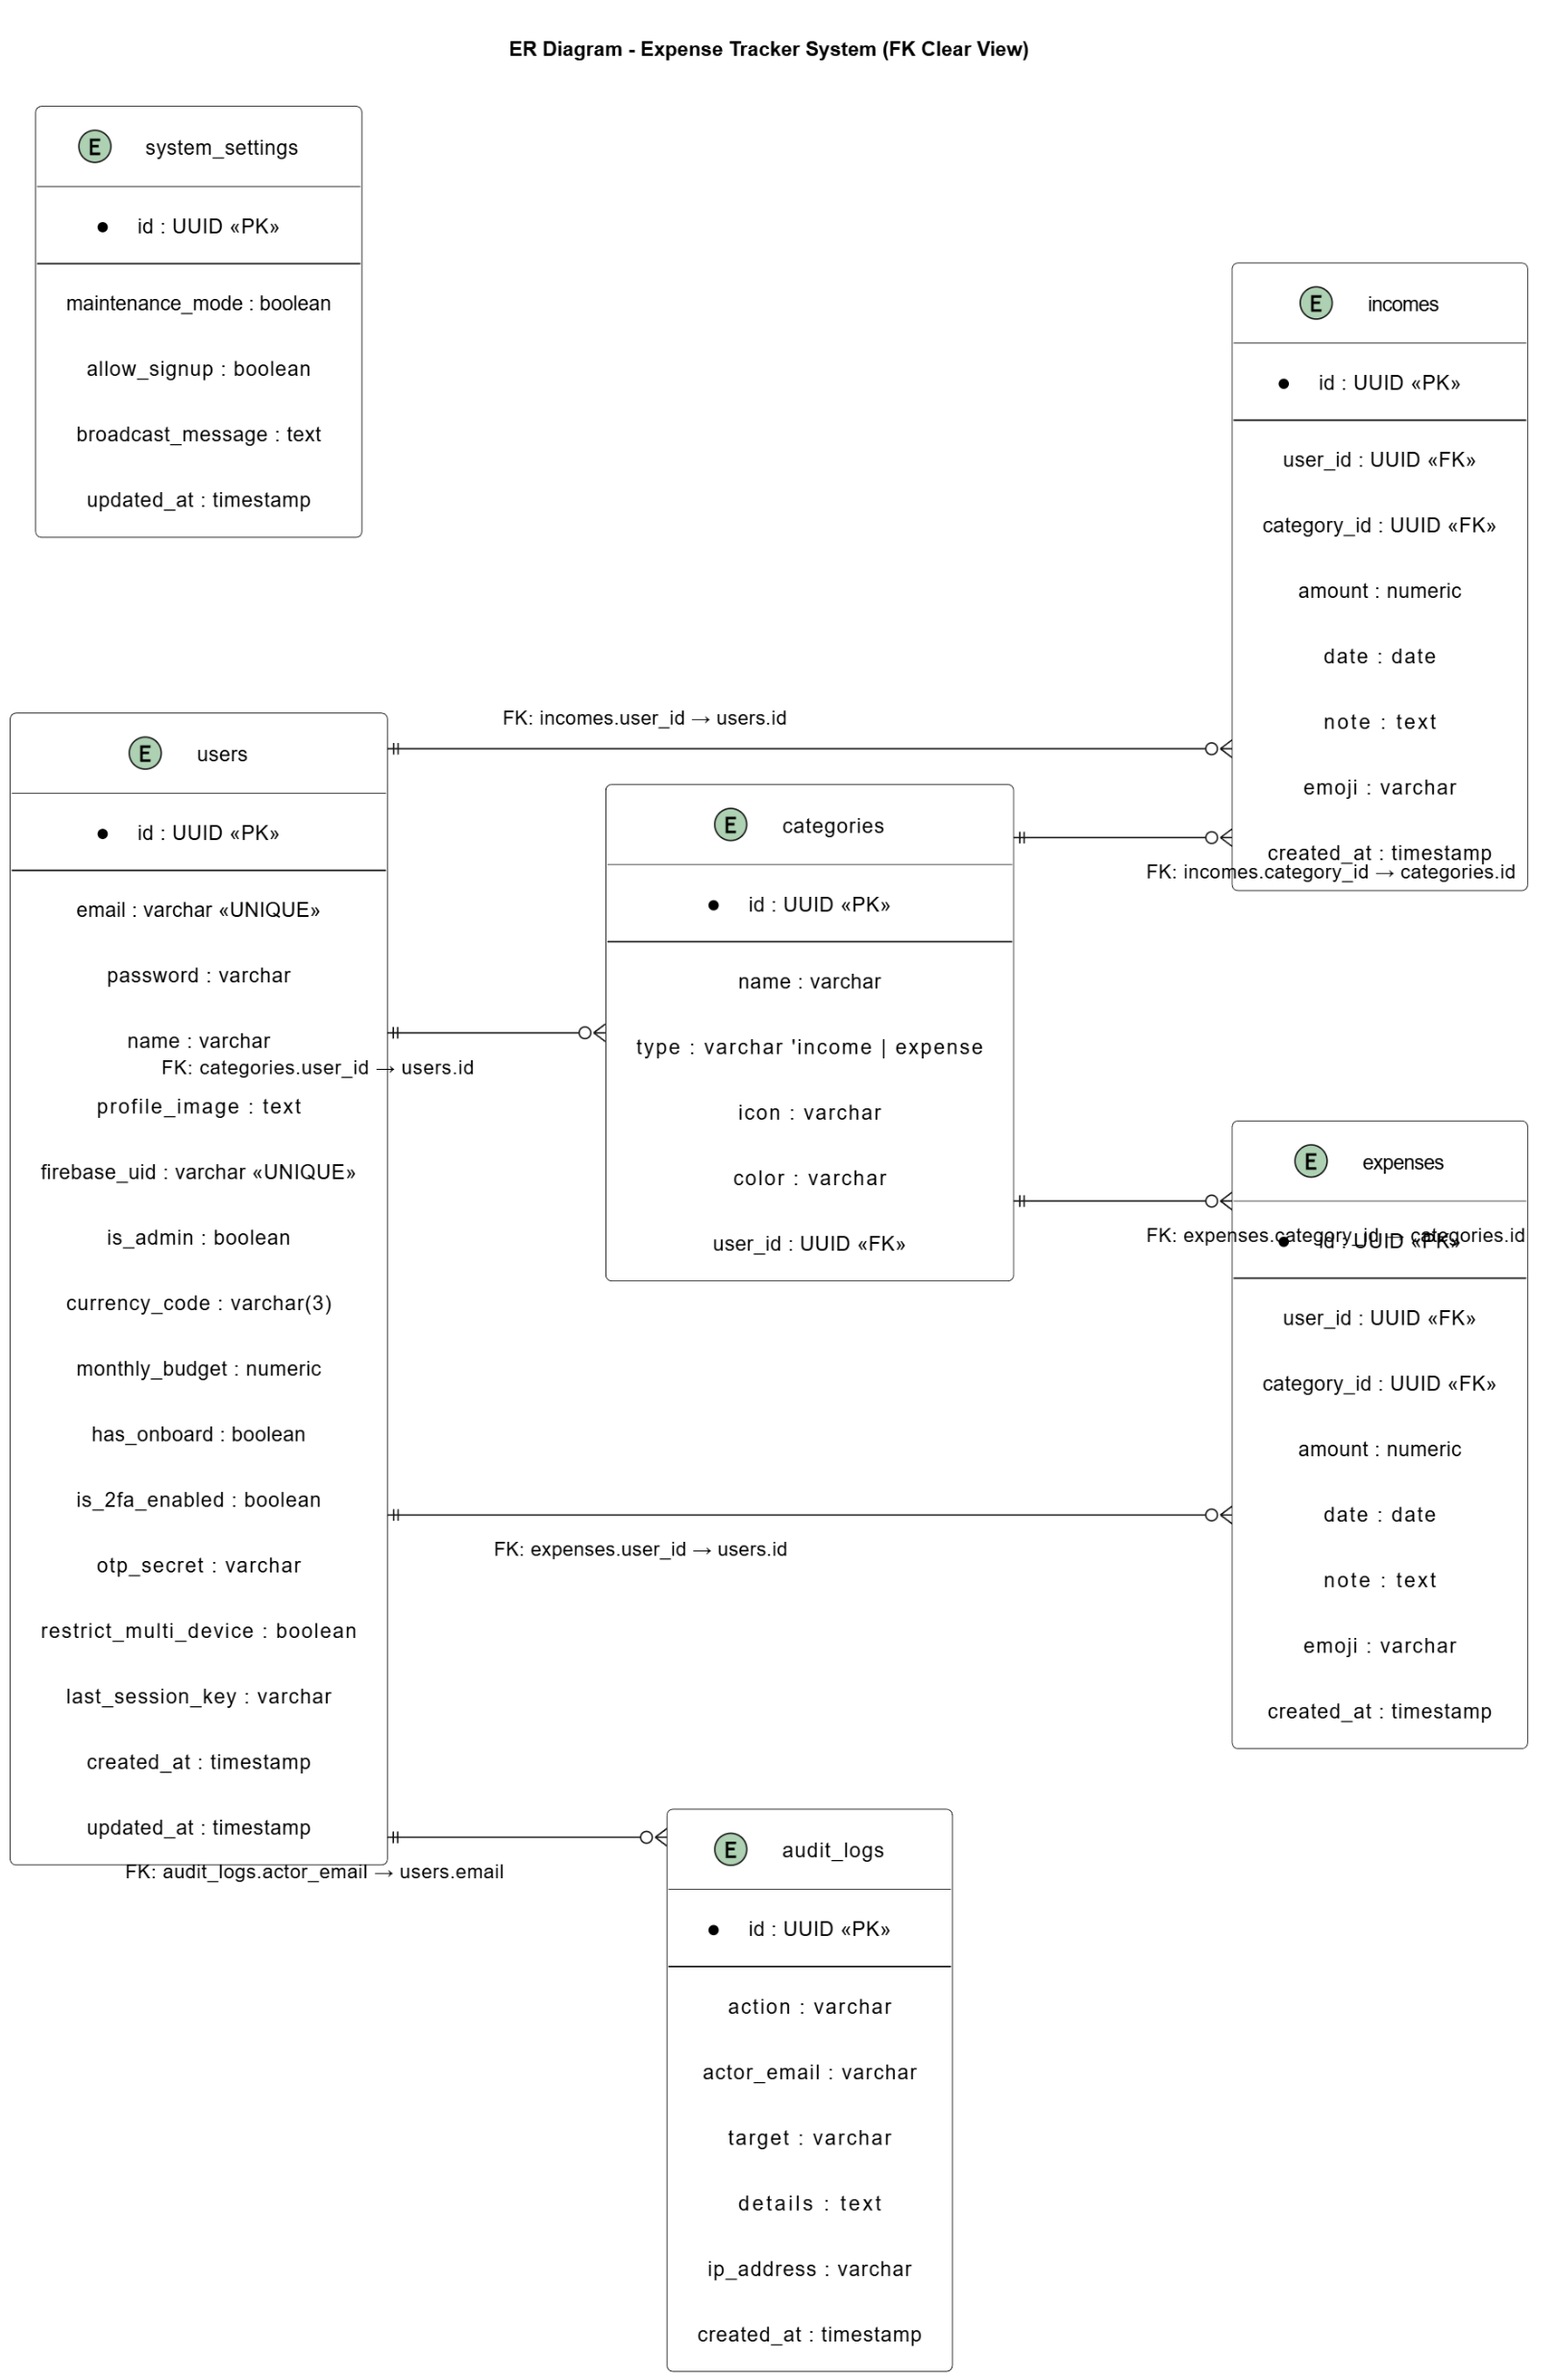 ER Diagram - Expense Tracker System (FK Clear View)
E system_settings
id : UUID «PK»
maintenance_mode : boolean
allow_signup : boolean
broadcast_message : text
updated_at : timestamp
E incomes
id : UUID «PK»
user_id : UUID «FK»
category_id : UUID «FK»
amount : numeric
date : date
note : text
emoji : varchar
created_at : timestamp
FK: incomes.user_id → users.id
FK: incomes.category_id → categories.id
E users
id : UUID «PK»
email : varchar «UNIQUE»
password : varchar
name : varchar
FK: categories.user_id → users.id
profile_image : text
firebase_uid : varchar «UNIQUE»
is_admin : boolean
currency_code : varchar(3)
monthly_budget : numeric
has_onboard : boolean
is_2fa_enabled : boolean
otp_secret : varchar
restrict_multi_device : boolean
last_session_key : varchar
created_at : timestamp
updated_at : timestamp
FK: audit_logs.actor_email → users.email
E categories
id : UUID «PK»
name : varchar
type : varchar 'income | expense
icon : varchar
color : varchar
user_id : UUID «FK»
E expenses
FK: expenses.category_id → categories.id
id : UUID «PK»
user_id : UUID «FK»
category_id : UUID «FK»
amount : numeric
date : date
note : text
emoji : varchar
created_at : timestamp
FK: expenses.user_id → users.id
E audit_logs
id : UUID «PK»
action : varchar
actor_email : varchar
target : varchar
details : text
ip_address : varchar
created_at : timestamp